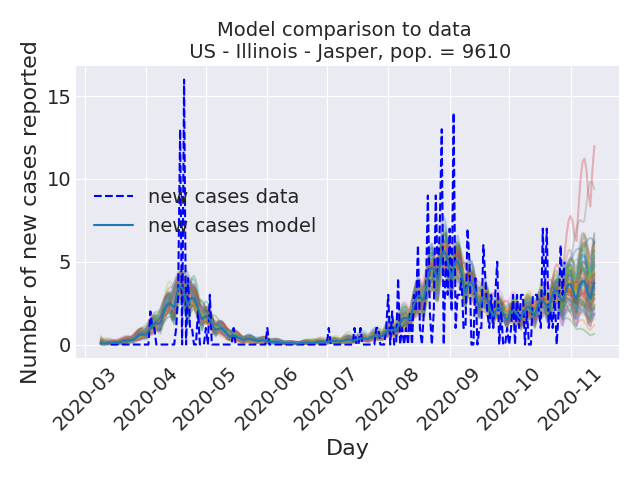 Model comparison to data
US - Illinois - Jasper, pop. = 9610
Number of new cases reported
15
10
5
0
new cases data
new cases model
2020-03
2020-04
2020-05
2020-06
2020-07
2020-08
2020-09
2020-10
2020-11
Day